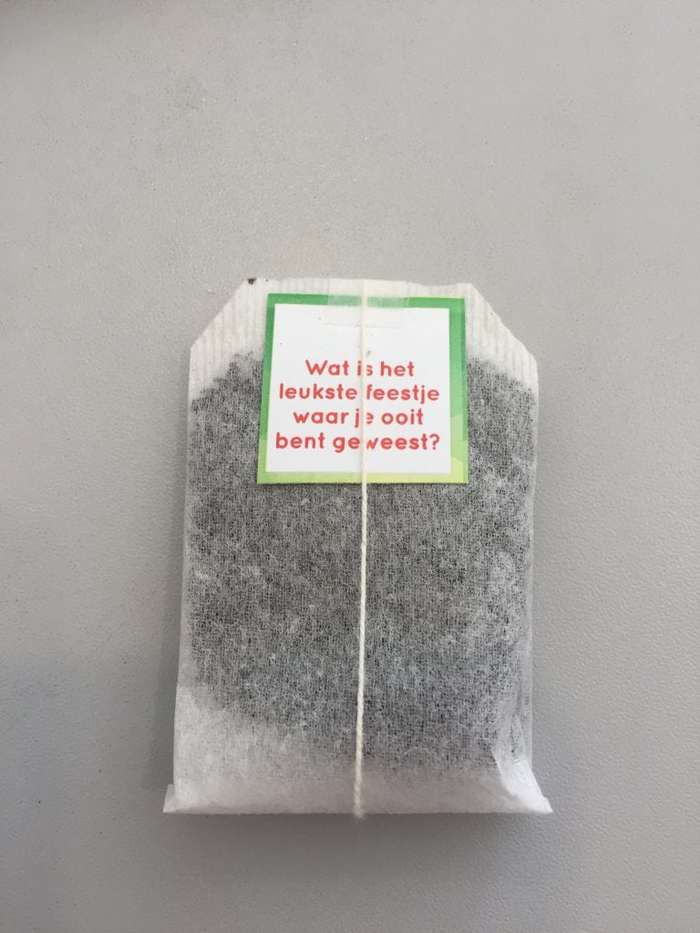 Wat is het
leukste feestje
waar je ooit
bent geweest?